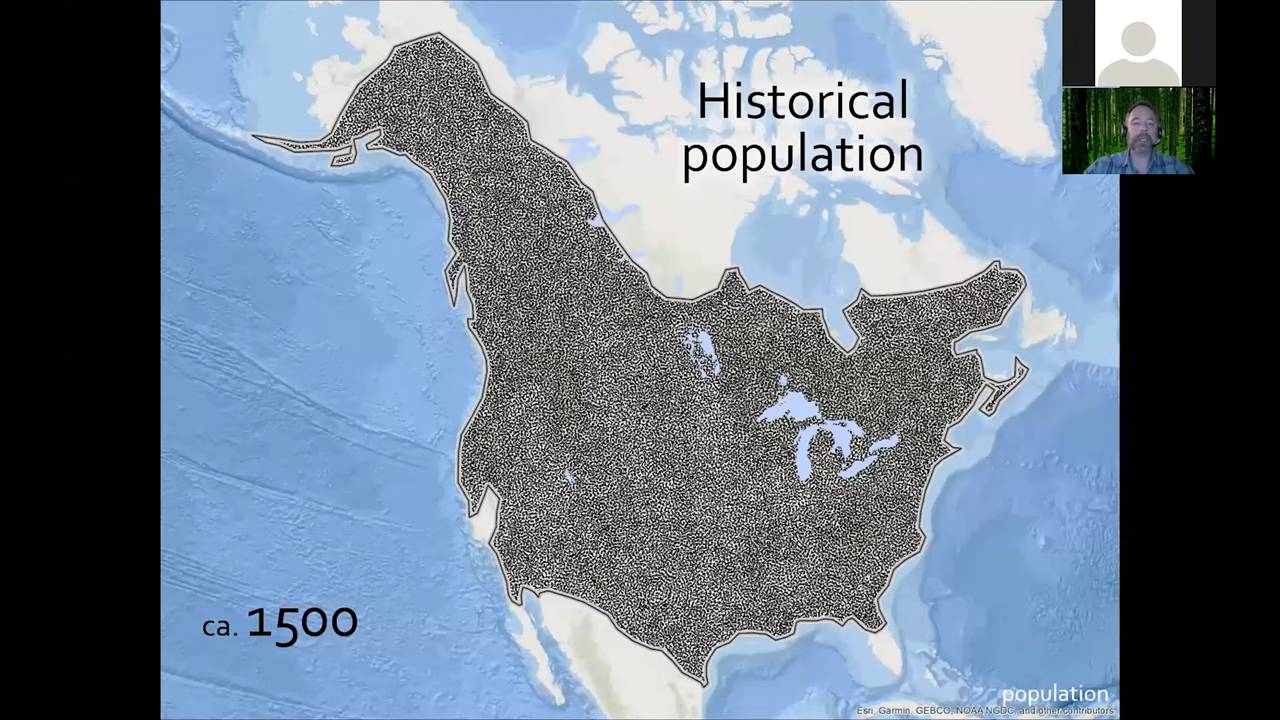 Historical
population
ca. 1500
population
Esri, Garmin, GEBCO, NOAA NGDC, and other contributors